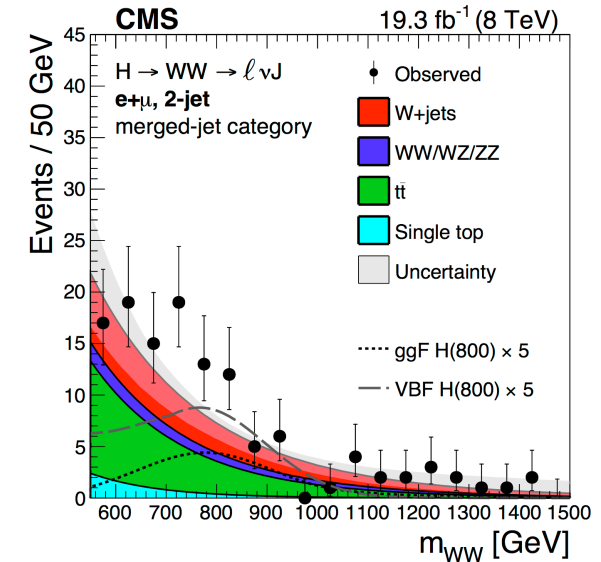 CMS 19.3 fb⁻¹ (8 TeV)
H → WW → ℓ νJ
e+μ, 2-jet
merged-jet category
Observed
W+jets
WW/WZ/ZZ
tt̄
Single top
Uncertainty
ggF H(800) × 5
VBF H(800) × 5
Events / 50 GeV
45
40
35
30
25
20
15
10
5
0
600 700 800 900 1000 1100 1200 1300 1400 1500
m_WW [GeV]